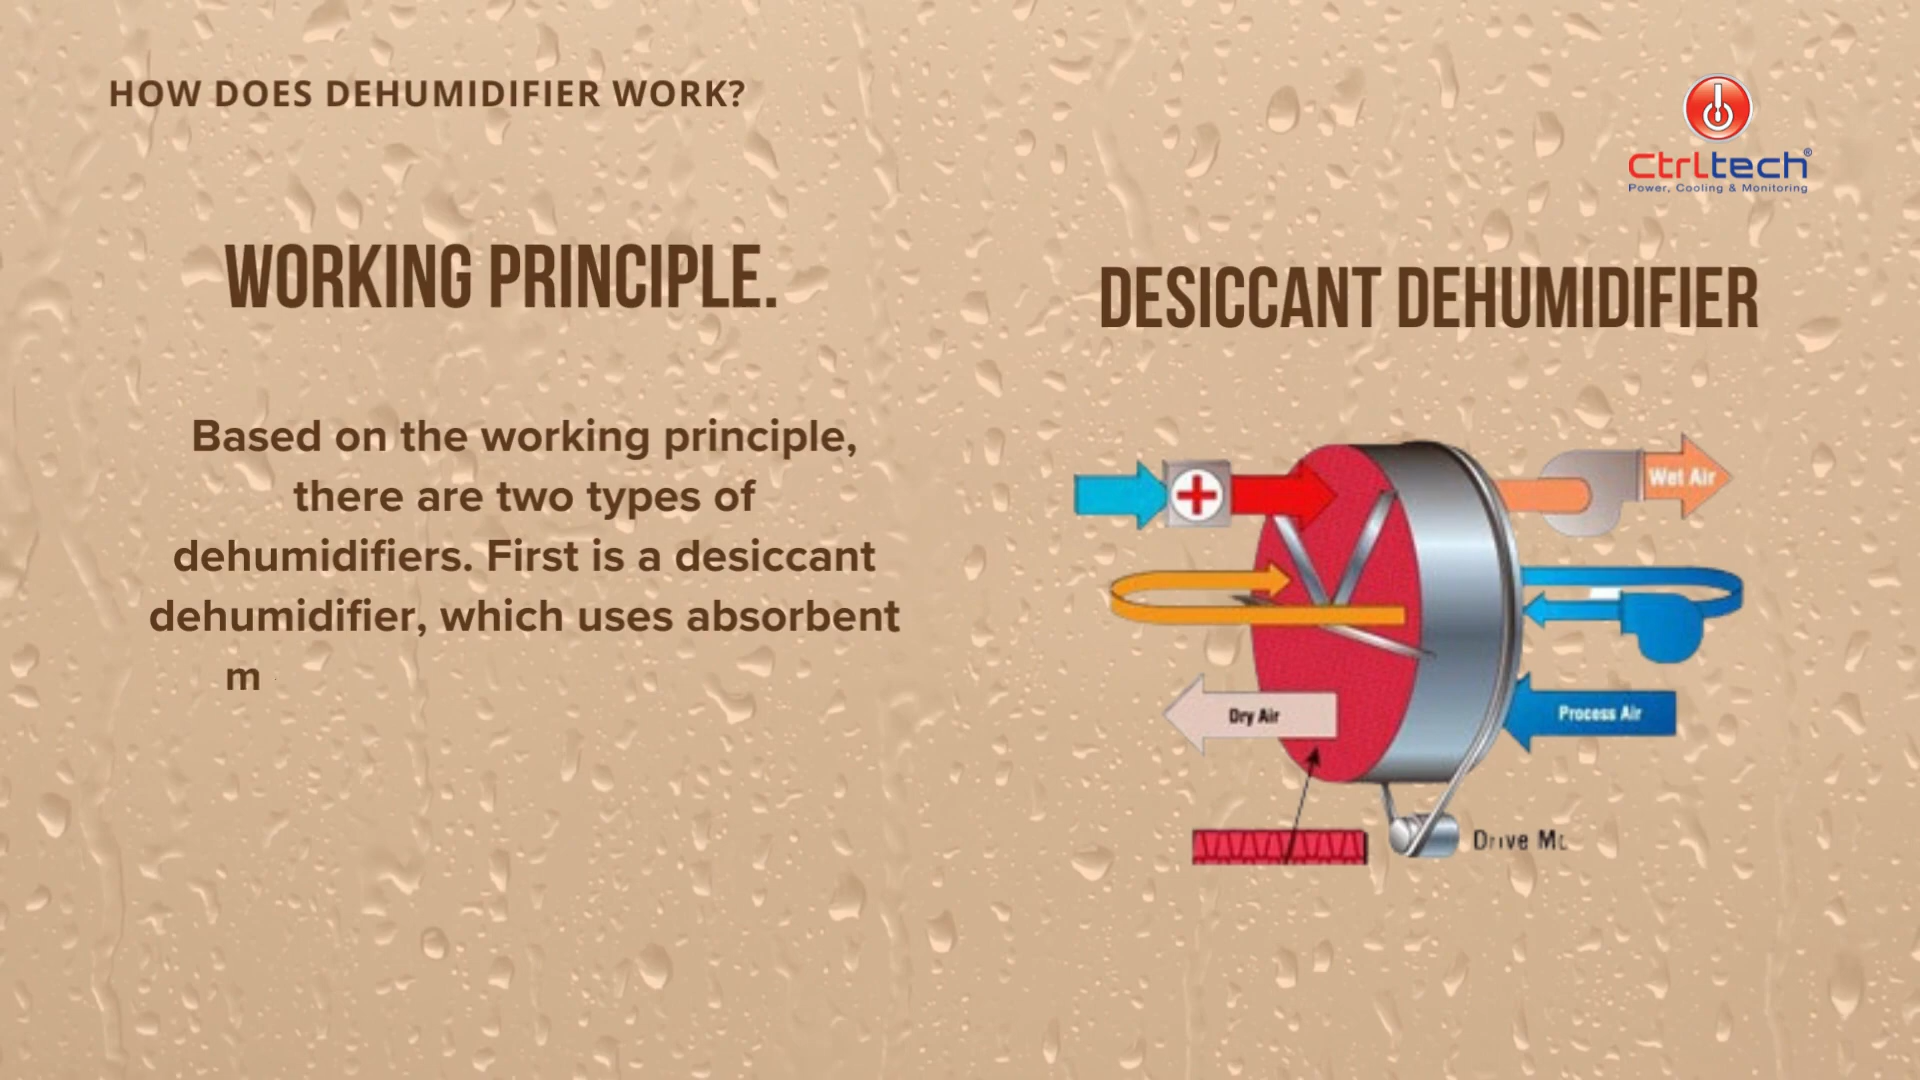 HOW DOES DEHUMIDIFIER WORK?
Ctrltech®
Power, Cooling & Monitoring
WORKING PRINCIPLE.
Based on the working principle,
there are two types of
dehumidifiers. First is a desiccant
dehumidifier, which uses absorbent
m
DESICCANT DEHUMIDIFIER
Wet Air
Dry Air
Process Air
Drive